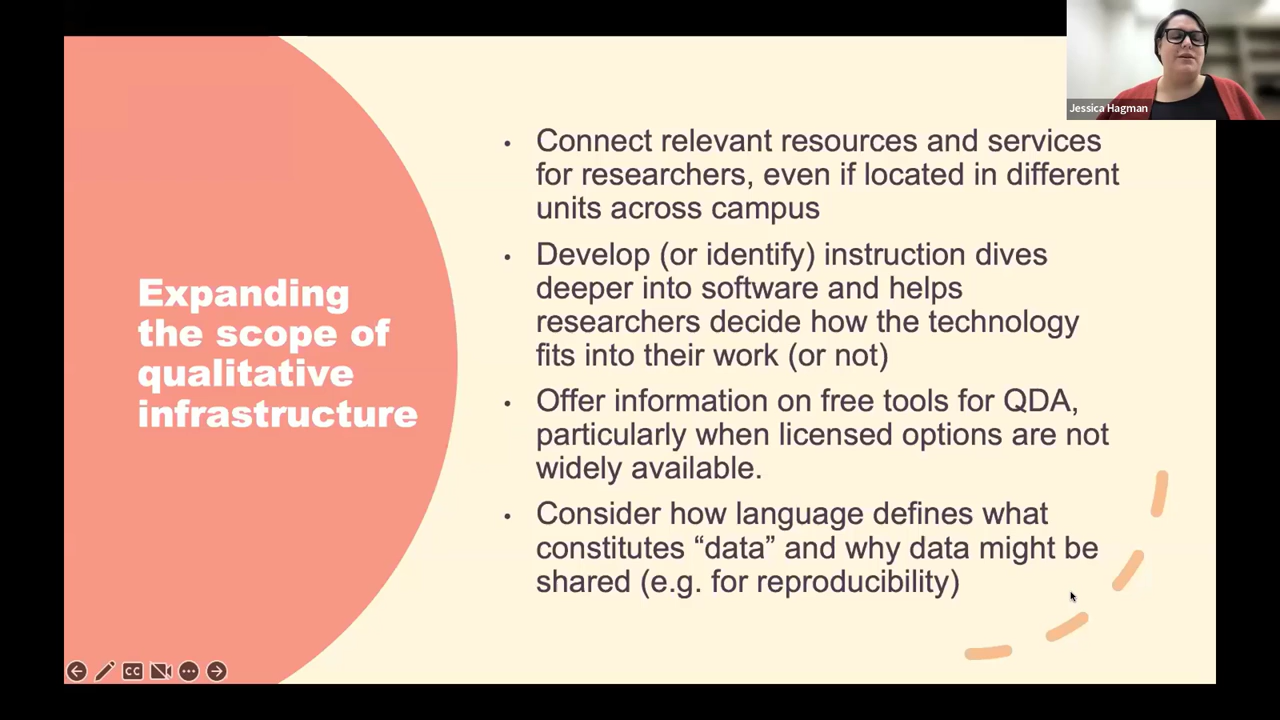 Jessica Hagman
Expanding
the scope of
qualitative
infrastructure
• Connect relevant resources and services
for researchers, even if located in different
units across campus
• Develop (or identify) instruction dives
deeper into software and helps
researchers decide how the technology
fits into their work (or not)
• Offer information on free tools for QDA,
particularly when licensed options are not
widely available.
• Consider how language defines what
constitutes “data” and why data might be
shared (e.g. for reproducibility)
CC